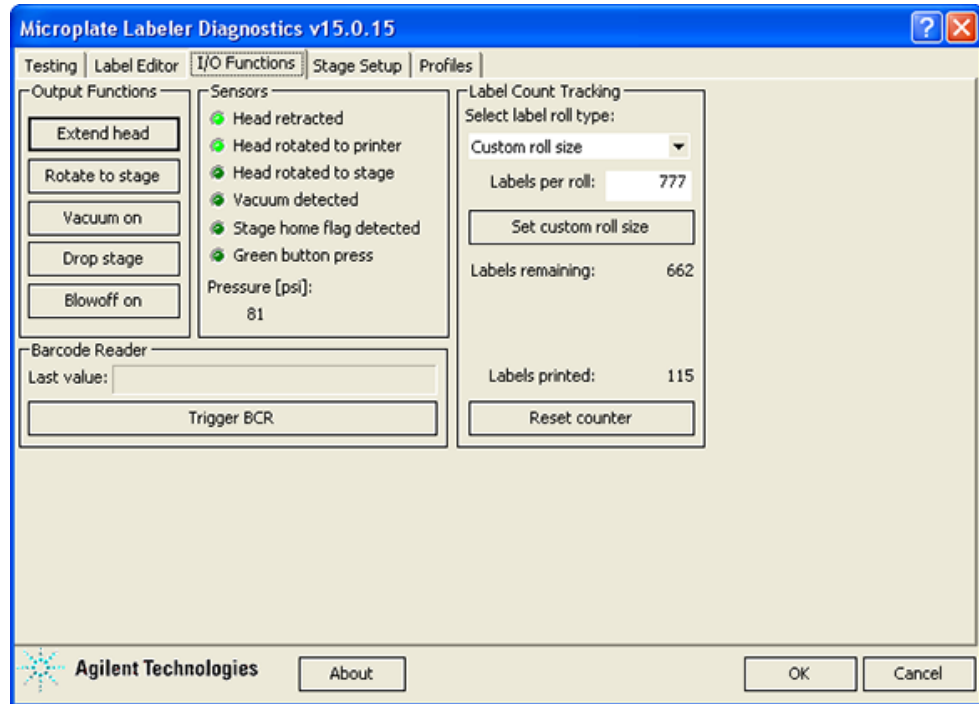 Microplate Labeler Diagnostics v15.0.15
Testing
Label Editor
I/O Functions
Stage Setup
Profiles
Output Functions
Extend head
Rotate to stage
Vacuum on
Drop stage
Blowoff on
Sensors
Head retracted
Head rotated to printer
Head rotated to stage
Vacuum detected
Stage home flag detected
Green button press
Pressure [psi]:
81
Label Count Tracking
Select label roll type:
Custom roll size
Labels per roll: 777
Set custom roll size
Labels remaining: 662
Labels printed: 115
Reset counter
Barcode Reader
Last value:
Trigger BCR
Agilent Technologies
About
OK
Cancel